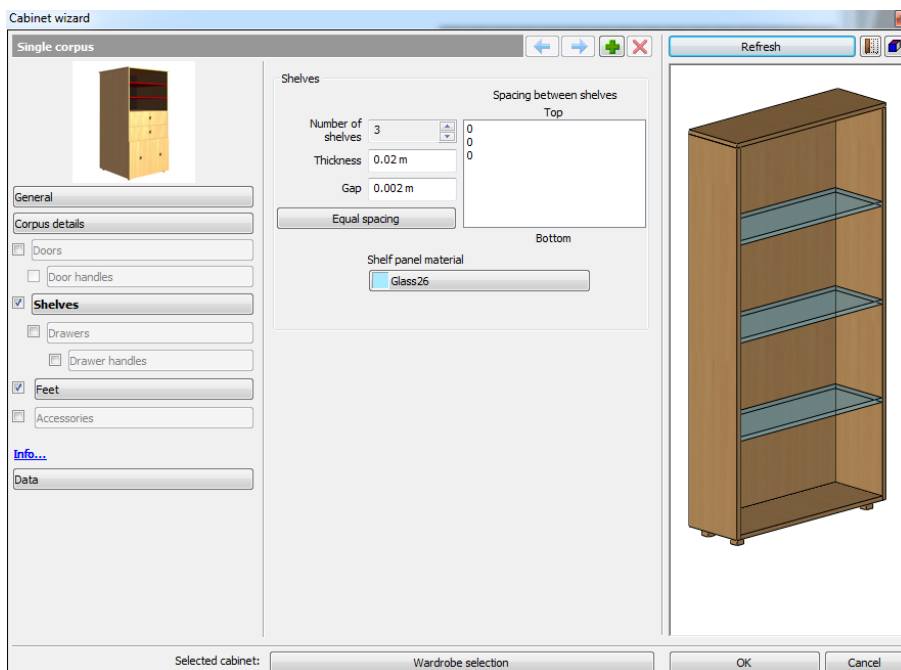 Cabinet wizard
Single corpus
Refresh
Shelves
Spacing between shelves
Top
Number of
shelves
3
0
0
0
Thickness
0.02 m
Gap
0.002 m
Equal spacing
Bottom
Shelf panel material
Glass26
General
Corpus details
Doors
Door handles
Shelves
Drawers
Drawer handles
Feet
Accessories
Info...
Data
Selected cabinet:
Wardrobe selection
OK
Cancel